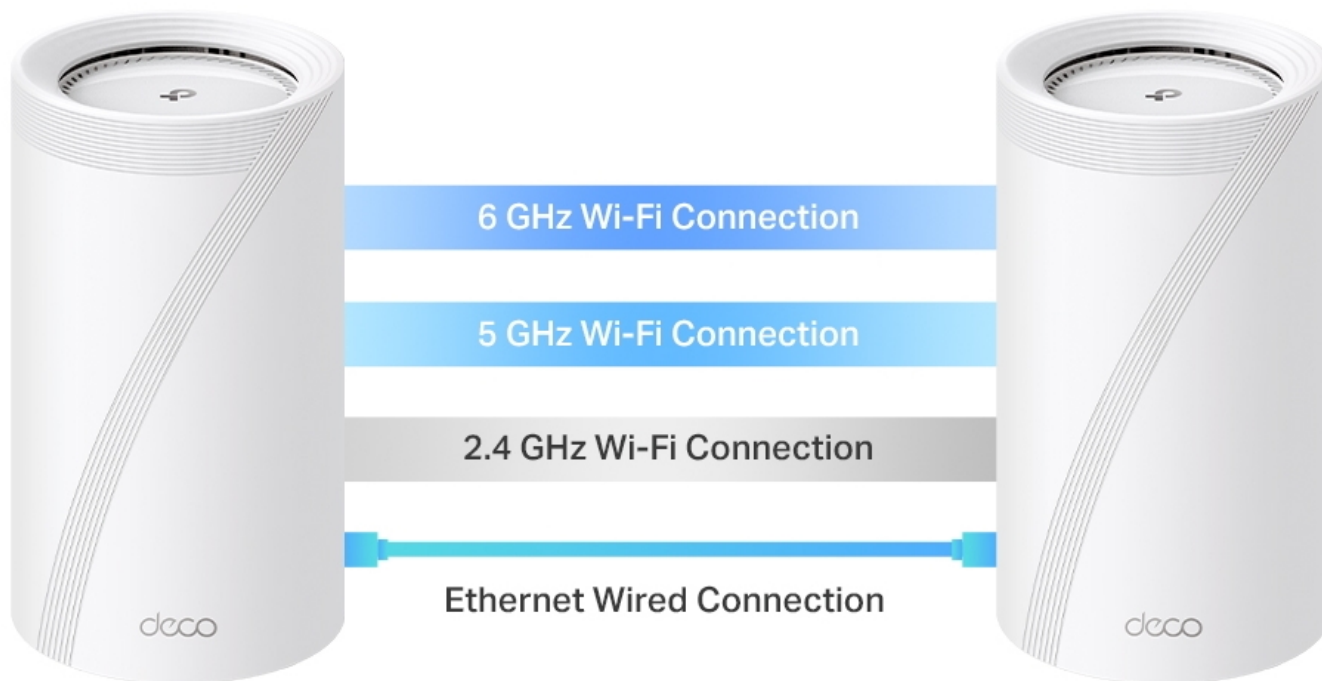 6 GHz Wi-Fi Connection
5 GHz Wi-Fi Connection
2.4 GHz Wi-Fi Connection
Ethernet Wired Connection
deco
deco